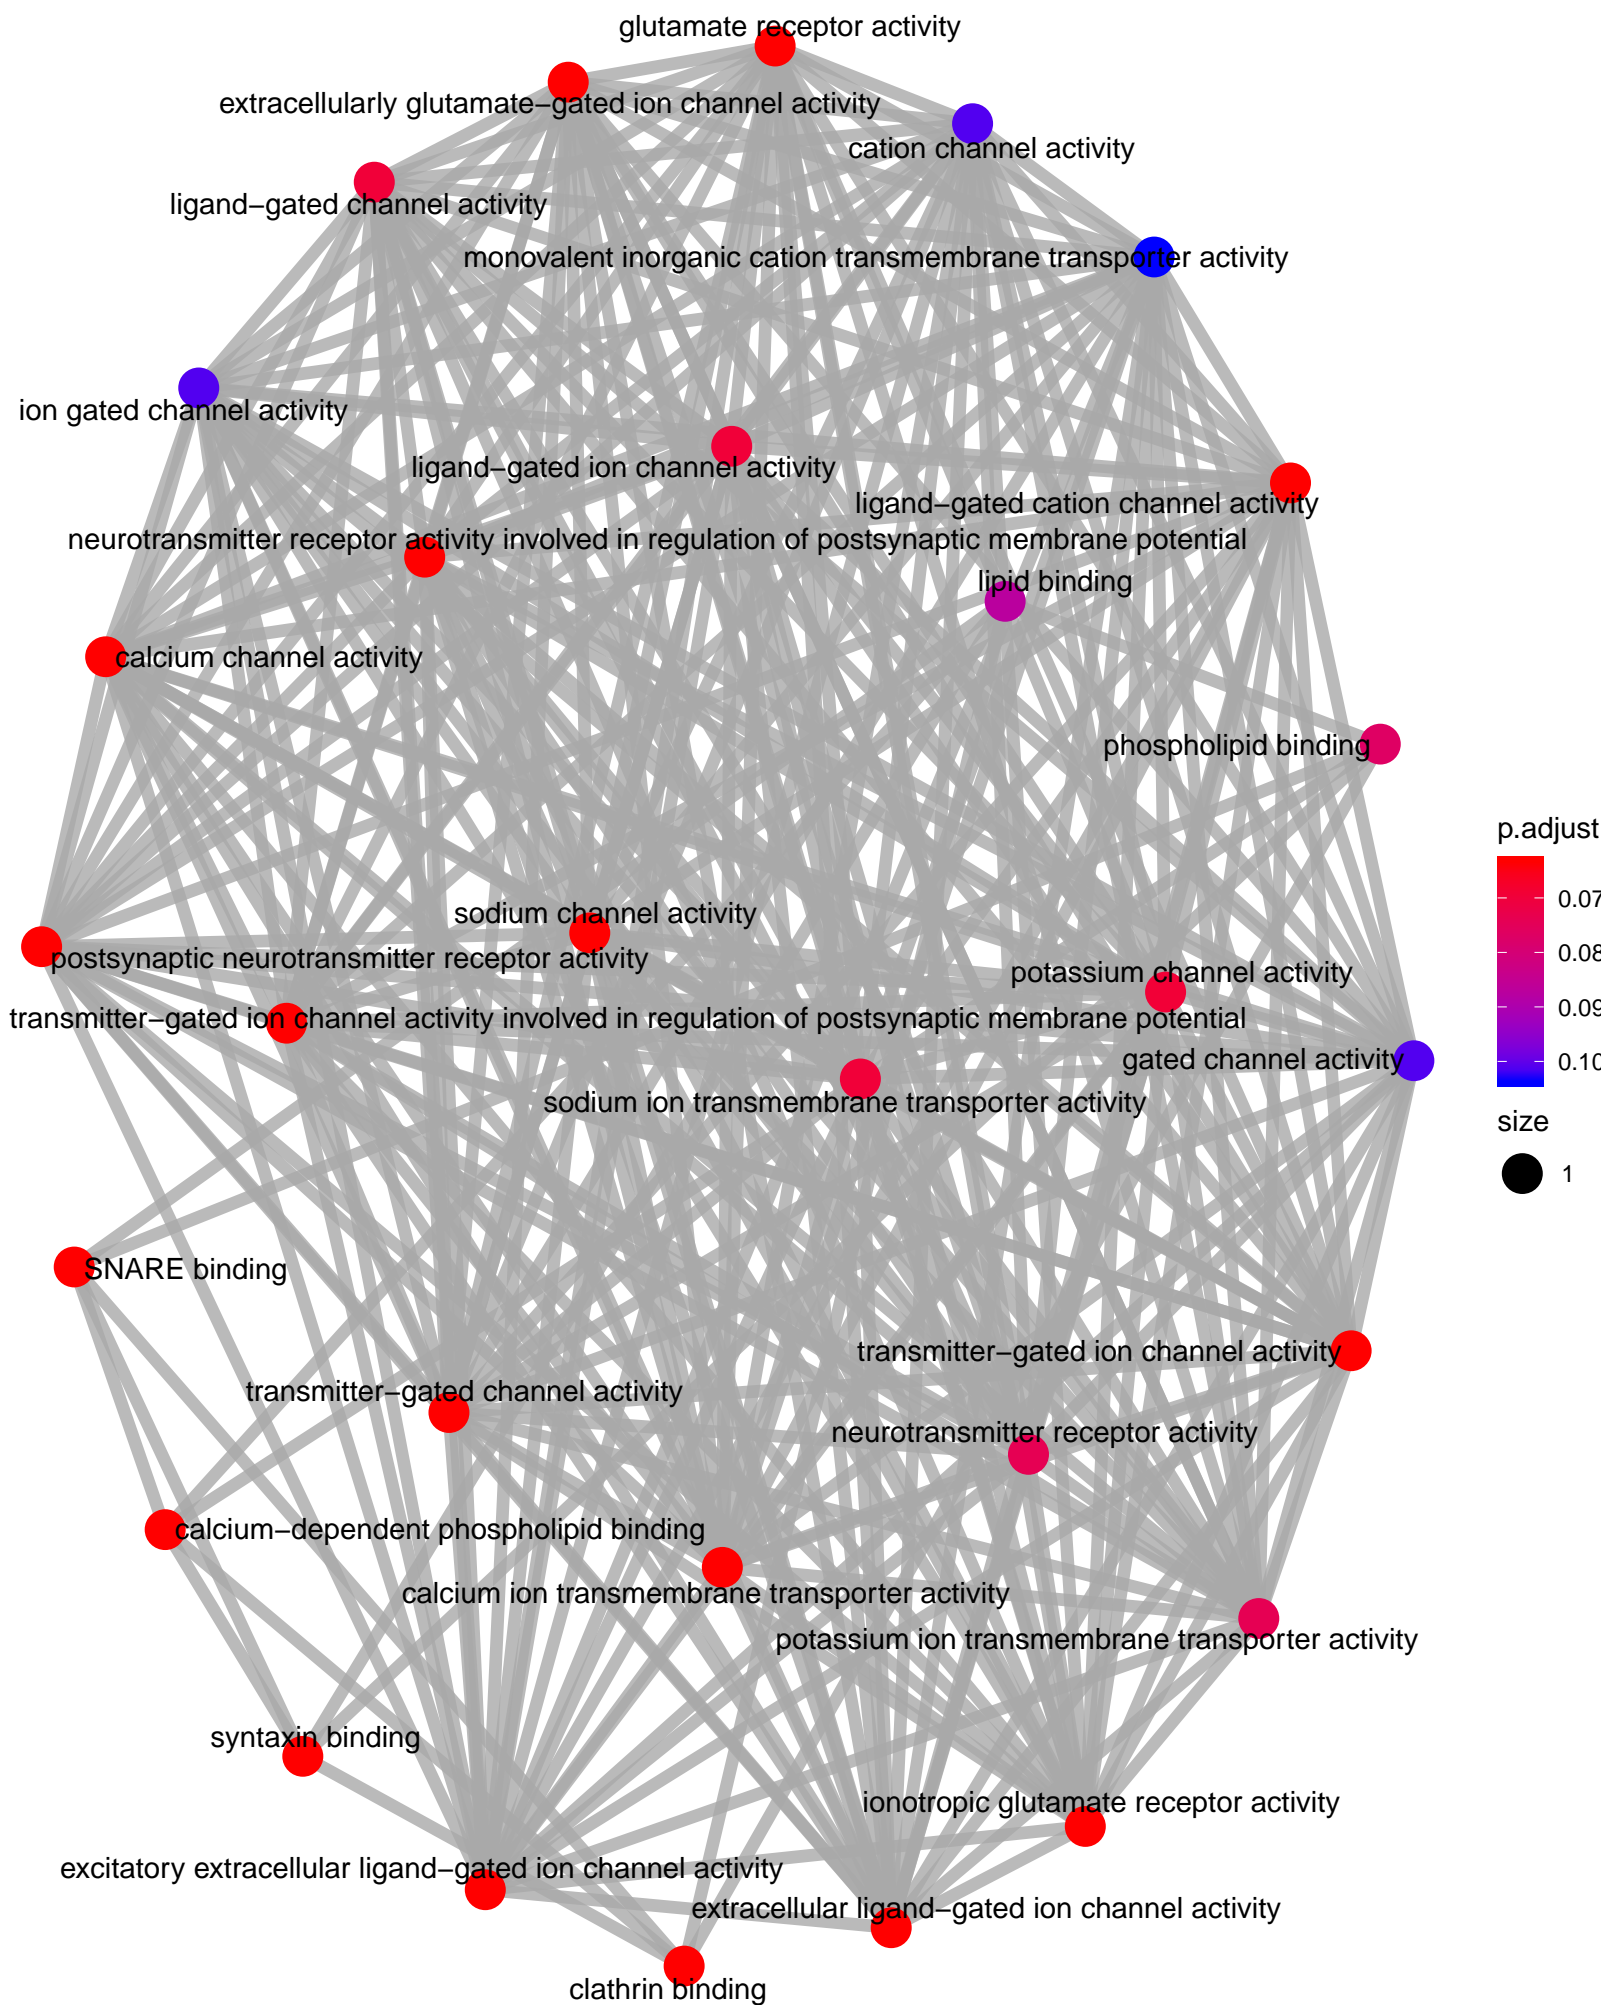 glutamate receptor activity
extracellularly glutamate−gated ion channel activity
cation channel activity
ligand−gated channel activity
monovalent inorganic cation transmembrane transporter activity
ion gated channel activity
ligand−gated ion channel activity
ligand−gated cation channel activity
neurotransmitter receptor activity involved in regulation of postsynaptic membrane potential
lipid binding
calcium channel activity
phospholipid binding
p.adjust
0.07
0.08
0.09
0.10
size
1
sodium channel activity
postsynaptic neurotransmitter receptor activity
potassium channel activity
transmitter−gated ion channel activity involved in regulation of postsynaptic membrane potential
gated channel activity
sodium ion transmembrane transporter activity
SNARE binding
transmitter−gated ion channel activity
transmitter−gated channel activity
neurotransmitter receptor activity
calcium−dependent phospholipid binding
calcium ion transmembrane transporter activity
potassium ion transmembrane transporter activity
syntaxin binding
ionotropic glutamate receptor activity
excitatory extracellular ligand−gated ion channel activity
extracellular ligand−gated ion channel activity
clathrin binding